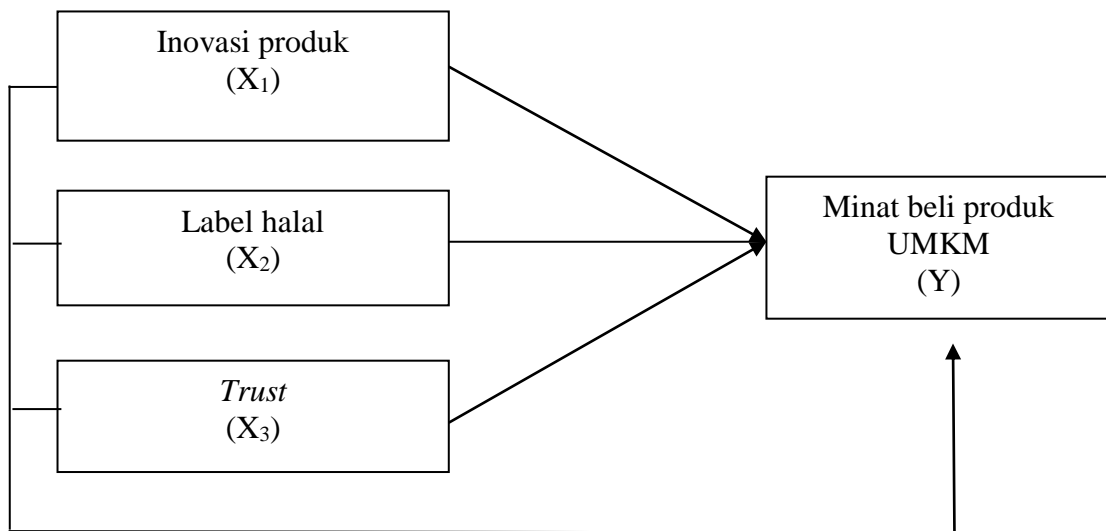 Inovasi produk
(X₁)
Label halal
(X₂)
Trust
(X₃)
Minat beli produk
UMKM
(Y)